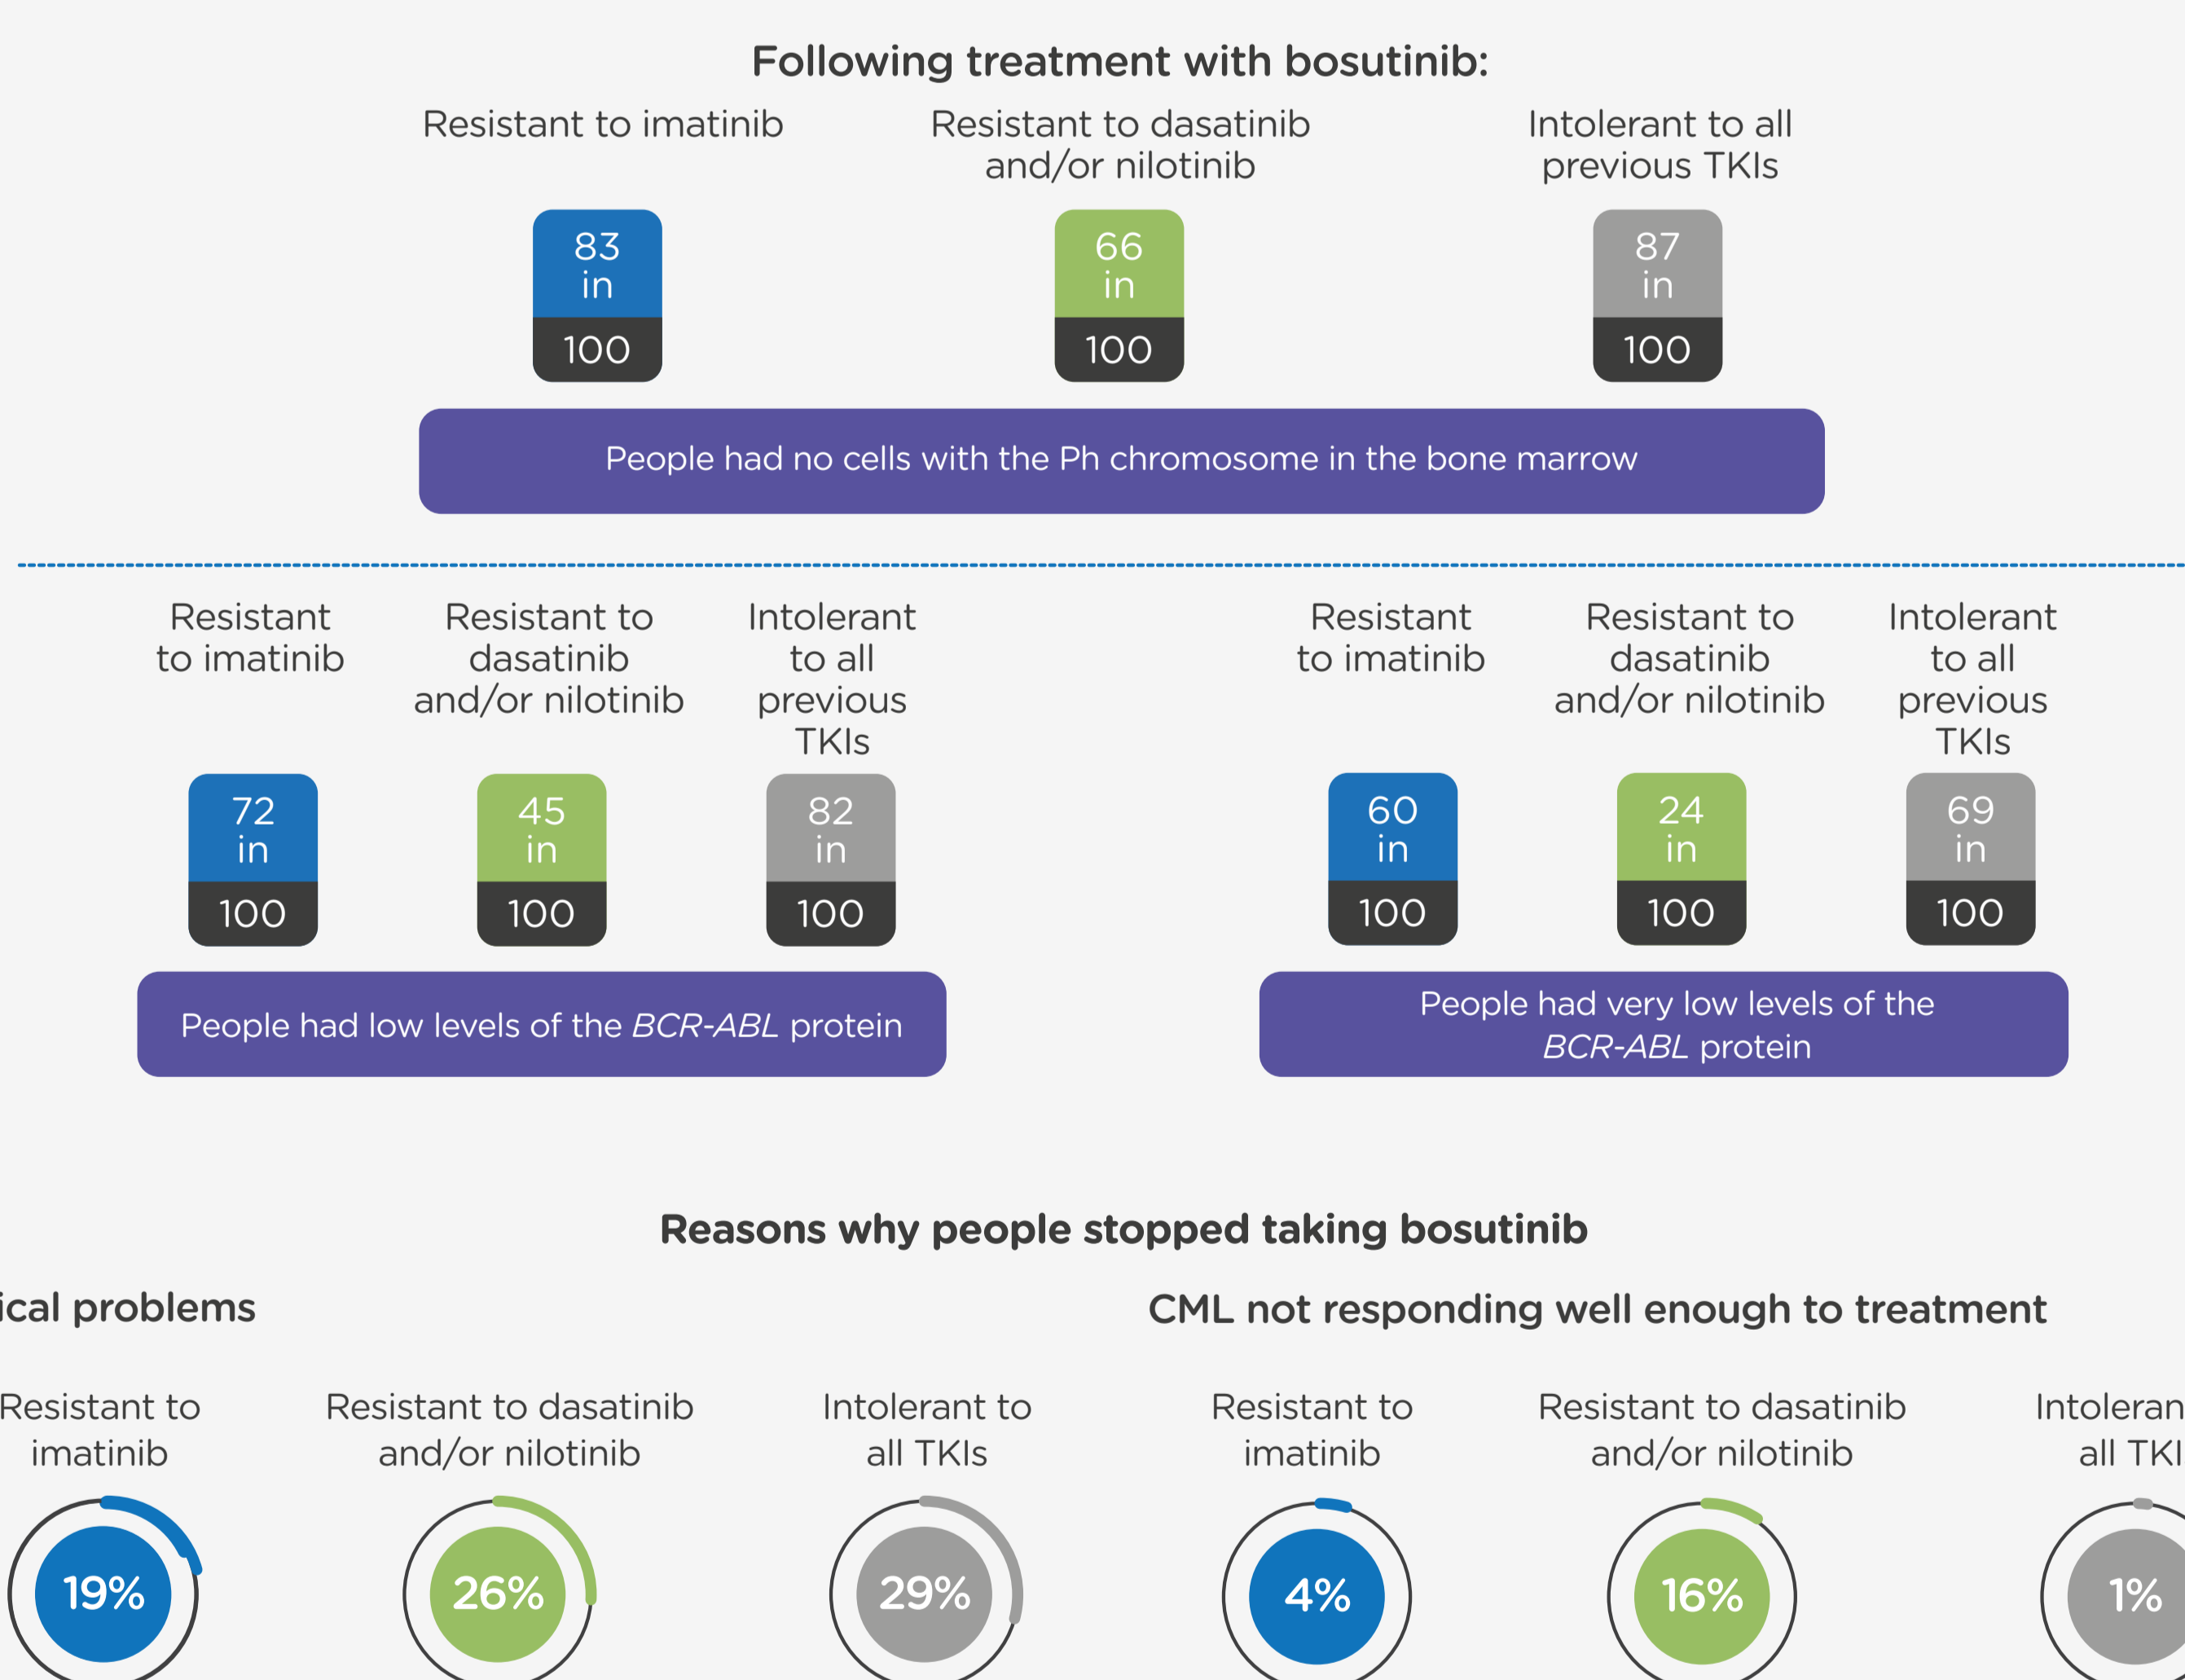 Following treatment with bosutinib:
Resistant to imatinib
Resistant to dasatinib
and/or nilotinib
Intolerant to all
previous TKIs
83
in
100
66
in
100
87
in
100
People had no cells with the Ph chromosome in the bone marrow
Resistant
to imatinib
Resistant to
dasatinib
and/or nilotinib
Intolerant
to all
previous
TKIs
72
in
100
45
in
100
82
in
100
People had low levels of the BCR-ABL protein
Resistant
to imatinib
Resistant to
dasatinib
and/or nilotinib
Intolerant
to all
previous
TKIs
60
in
100
24
in
100
69
in
100
People had very low levels of the
BCR-ABL protein
Reasons why people stopped taking bosutinib
ical problems
Resistant to
imatinib
19%
Resistant to dasatinib
and/or nilotinib
26%
Intolerant to
all TKIs
29%
CML not responding well enough to treatment
Resistant to
imatinib
4%
Resistant to dasatinib
and/or nilotinib
16%
Intoleran
all TKI
1%